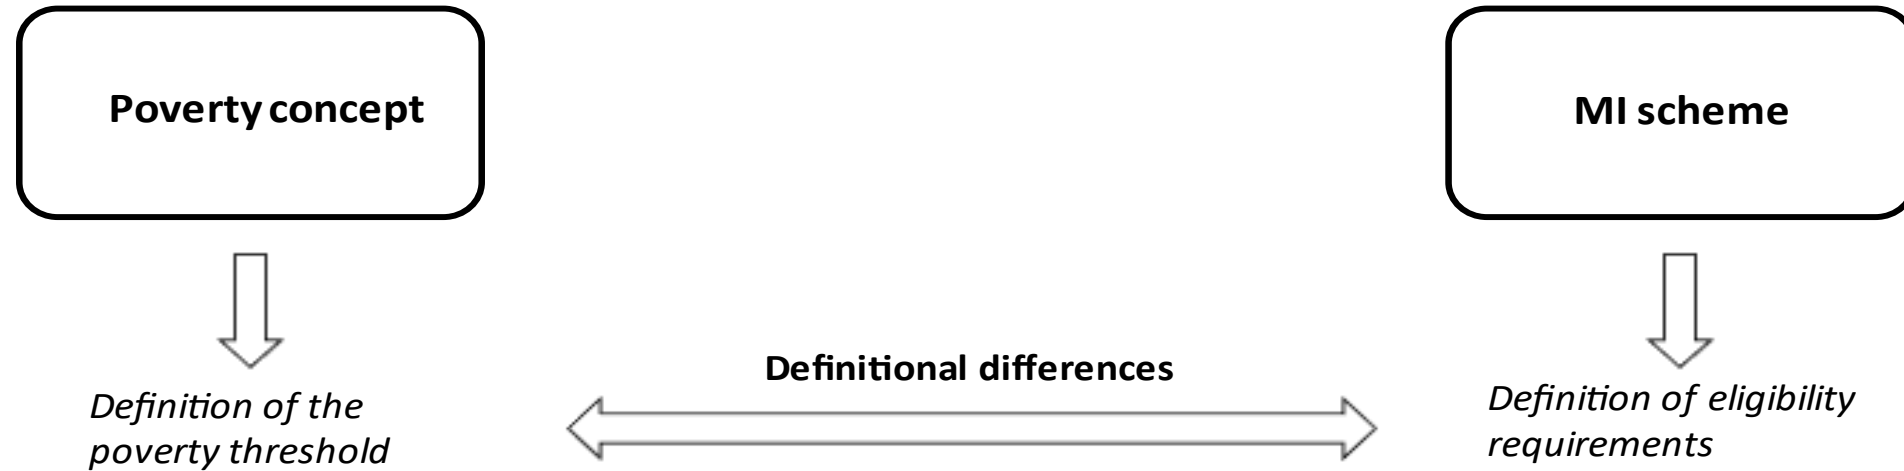 Poverty concept
MI scheme
Definitional differences
Definition of the
poverty threshold
Definition of eligibility
requirements